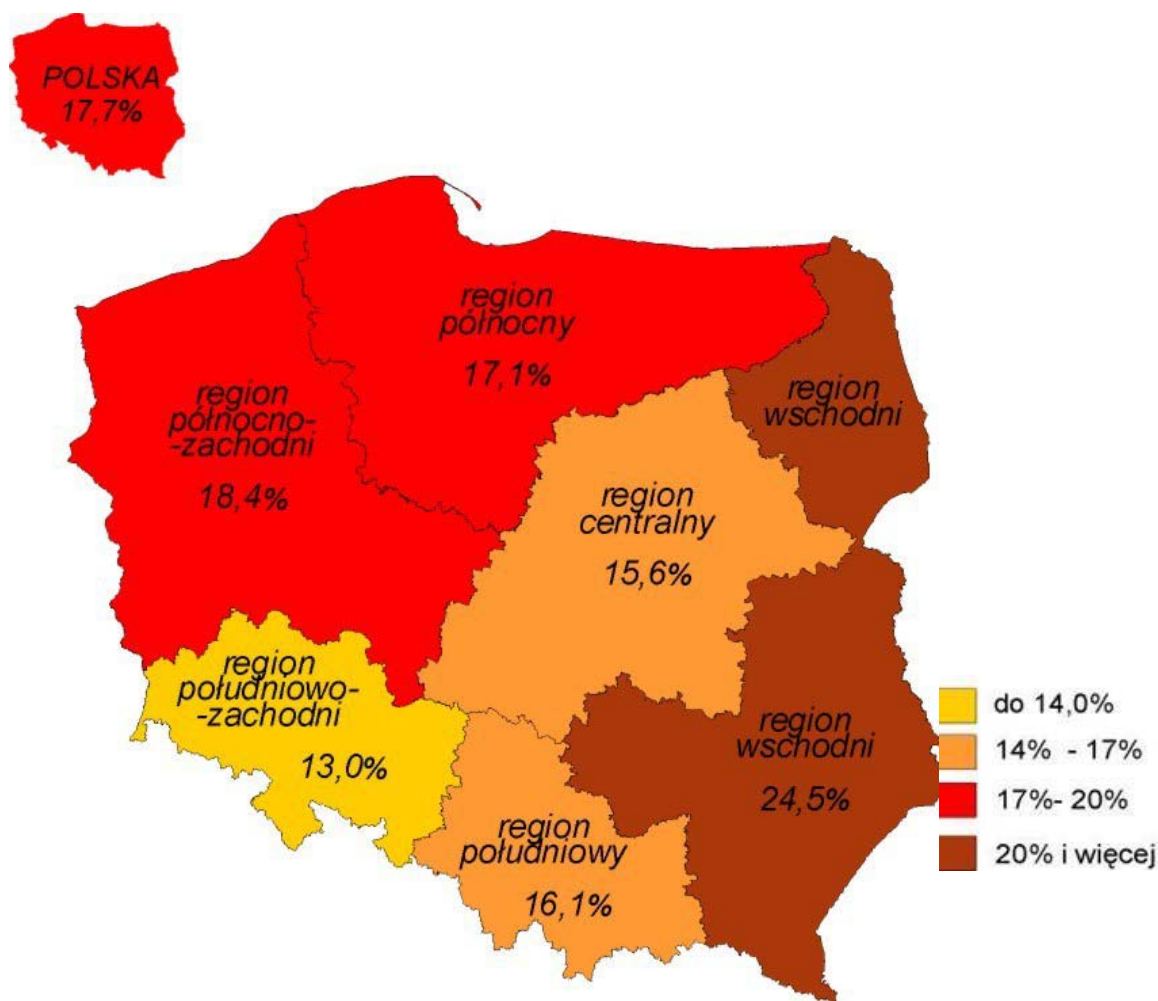 POLSKA
17,7%
region
północny
17,1%
region
północno-
-zachodni
18,4%
region
wschodni
region
centralny
15,6%
region
południowo-
-zachodni
13,0%
region
wschodni
24,5%
region
południowy
16,1%
do 14,0%
14% - 17%
17%- 20%
20% i więcej